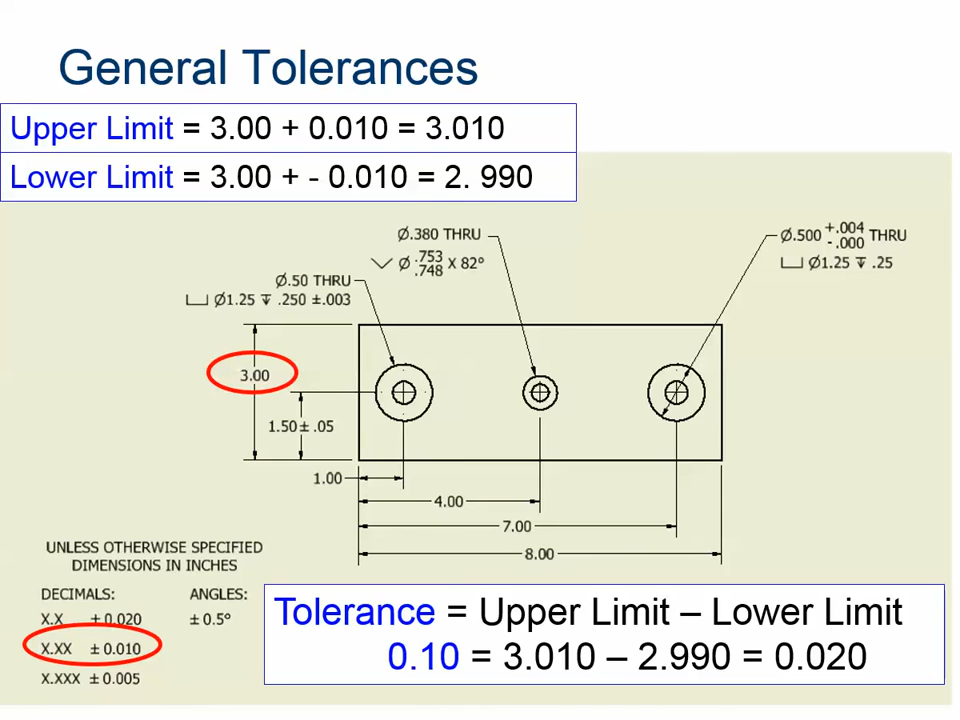 General Tolerances
Upper Limit = 3.00 + 0.010 = 3.010
Lower Limit = 3.00 + - 0.010 = 2. 990
Ø.380 THRU
⌵ Ø .753 X 82°
.748
Ø.500 +.004 THRU
-.000
⌴ Ø1.25 ↧ .25
Ø.50 THRU
⌴ Ø1.25 ↧ .250 ±.003
3.00
1.50± .05
1.00
4.00
7.00
8.00
UNLESS OTHERWISE SPECIFIED
DIMENSIONS IN INCHES
DECIMALS: ANGLES:
X.X ±0.020 ± 0.5°
X.XX ± 0.010
X.XXX ± 0.005
Tolerance = Upper Limit – Lower Limit
0.10 = 3.010 – 2.990 = 0.020